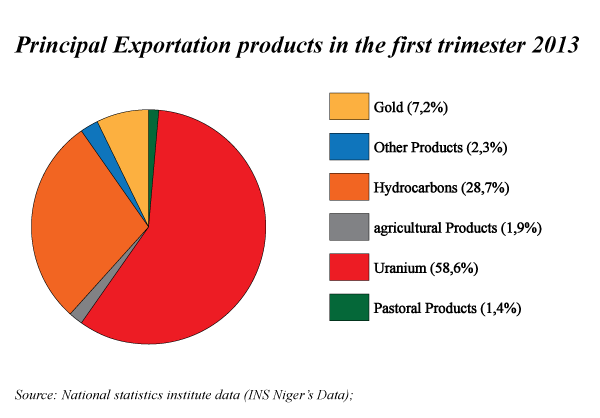 Principal Exportation products in the first trimester 2013
Gold (7,2%)
Other Products (2,3%)
Hydrocarbons (28,7%)
agricultural Products (1,9%)
Uranium (58,6%)
Pastoral Products (1,4%)
Source: National statistics institute data (INS Niger's Data);